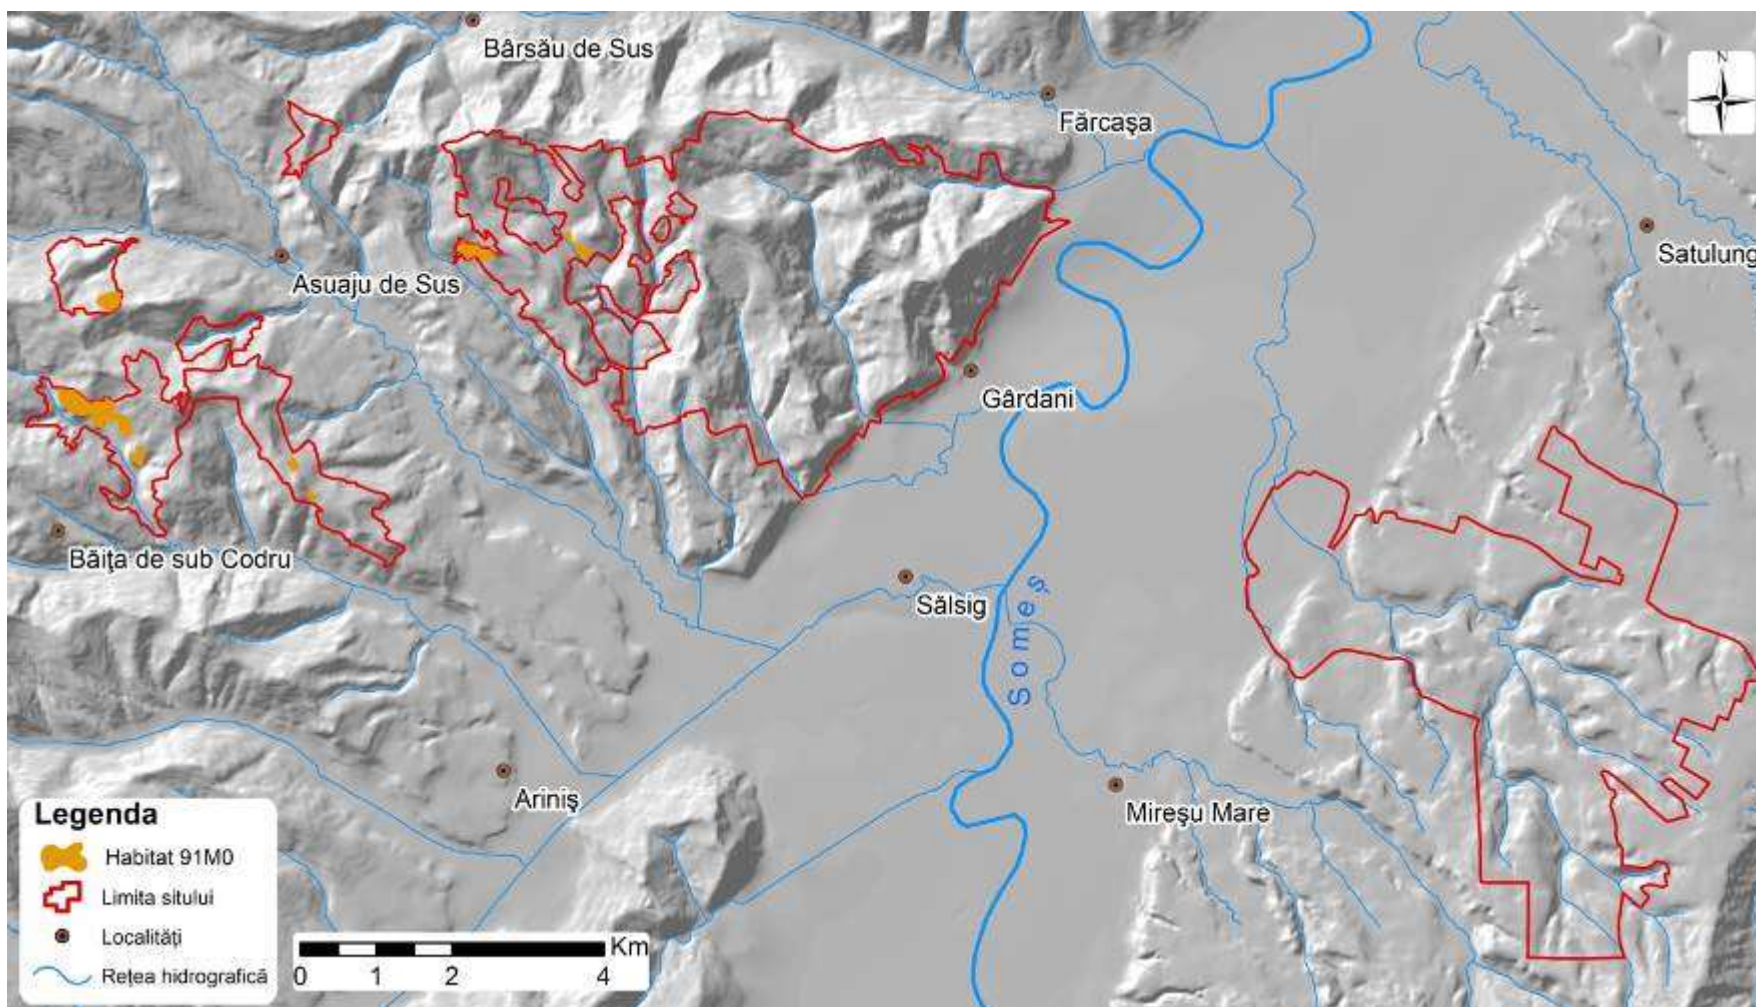 Bârsău de Sus
N
Fărcaşa
Satulung
Asuaju de Sus
Gârdani
Băiţa de sub Codru
Sălsig
Someş
Ariniş
Mireşu Mare
Legenda
Habitat 91M0
Limita sitului
Localităţi
Reţea hidrografică
Km
0 1 2 4